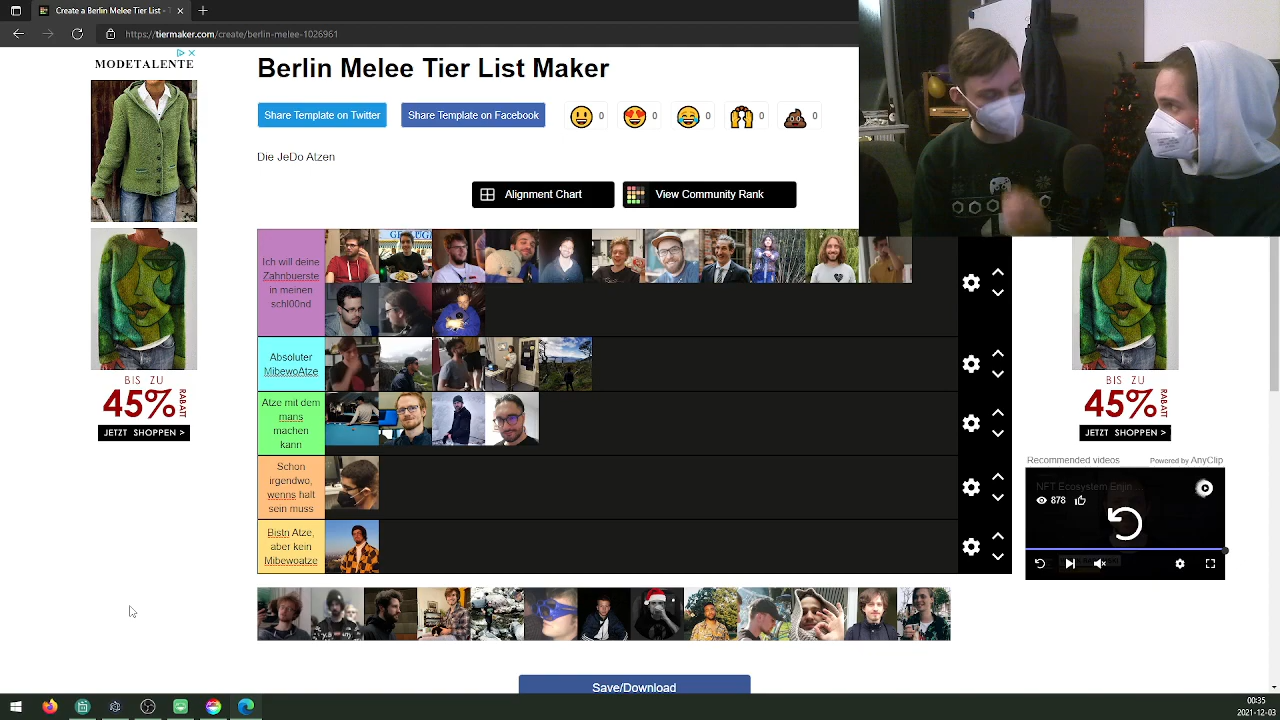 Create a Berlin Melee Tier List - T
https://tiermaker.com/create/berlin-melee-1026961
MODETALENTE
BIS ZU
45% RABATT
JETZT SHOPPEN >
Berlin Melee Tier List Maker
Share Template on Twitter
Share Template on Facebook
0
0
0
0
0
Die JeDo Atzen
Alignment Chart
View Community Rank
Ich will deine
Zahnbuerste
in meinen
schl00nd
Absoluter
MibewoAtze
Atze mit dem
mans
machen
kann
Schon
irgendwo,
wenns halt
sein muss
Bistn Atze,
aber kein
Mibewoatze
Save/Download
BIS ZU
45% RABATT
JETZT SHOPPEN >
Recommended videos
Powered by AnyClip
NFT Ecosystem Enjin ...
878
00:35
2021-12-03